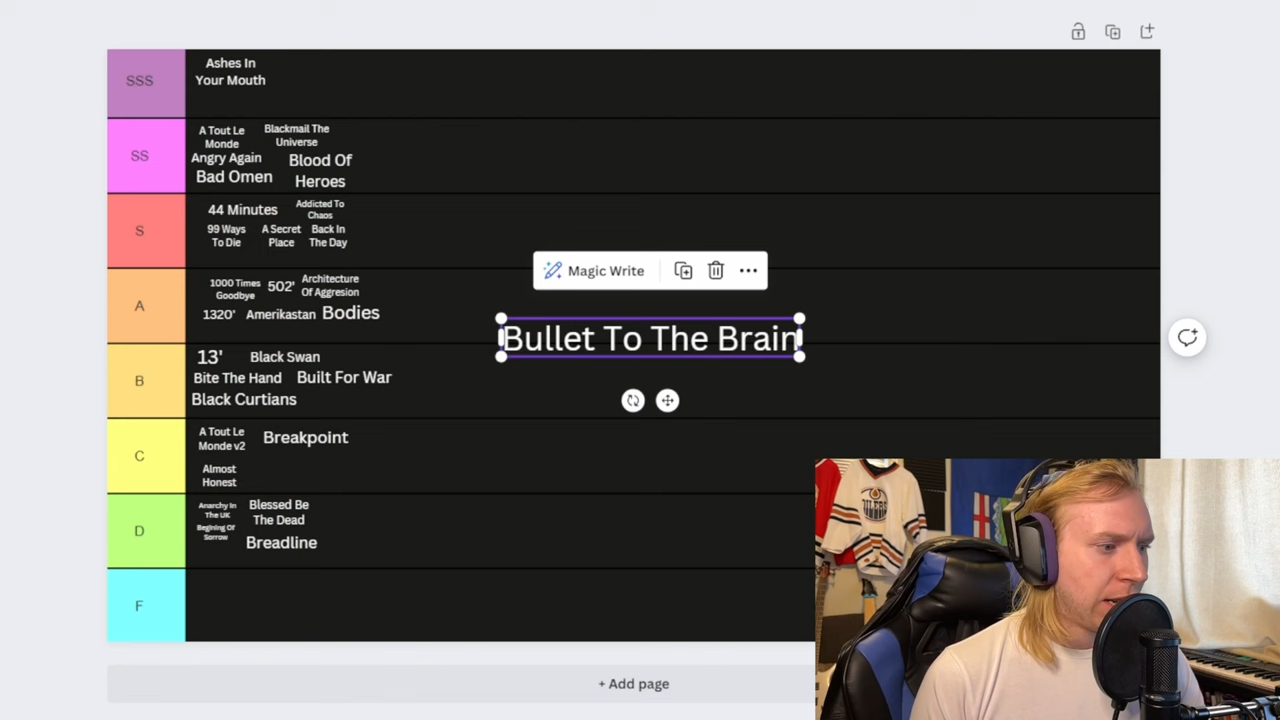 SSS
Ashes In
Your Mouth
SS
A Tout Le
Monde
Blackmail The
Universe
Angry Again
Blood Of
Heroes
Bad Omen
S
44 Minutes
Addicted To
Chaos
99 Ways
To Die
A Secret
Place
Back In
The Day
Magic Write
A
1000 Times
Goodbye
502'
Architecture
Of Aggresion
1320'
Amerikastan
Bodies
Bullet To The Brain
B
13'
Black Swan
Bite The Hand
Built For War
Black Curtians
C
A Tout Le
Monde v2
Breakpoint
Almost
Honest
D
Anarchy In
The UK
Blessed Be
The Dead
Begining Of
Sorrow
Breadline
F
OILERS
+ Add page